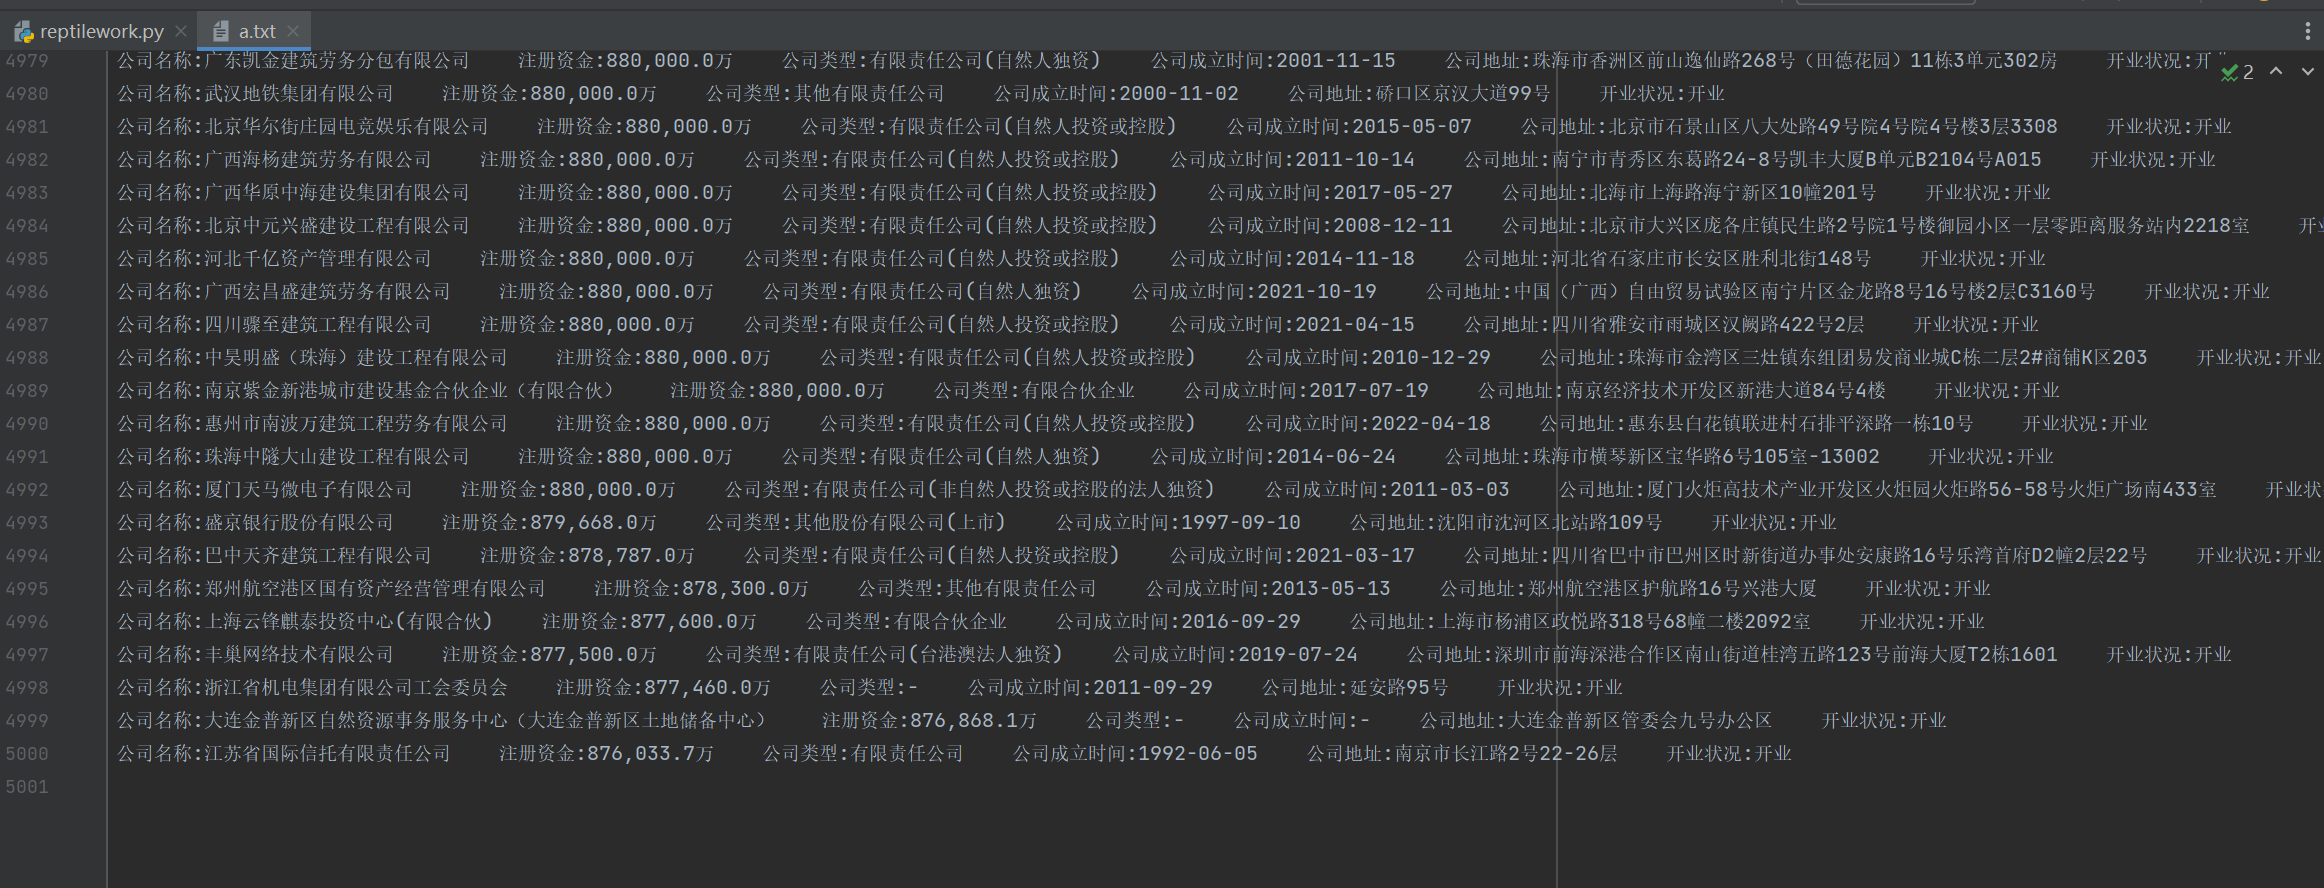 reptilework.py a.txt
4979 公司名称:广东凯金建筑劳务分包有限公司 注册资金:880,000.0万 公司类型:有限责任公司(自然人独资) 公司成立时间:2001-11-15 公司地址:珠海市香洲区前山逸仙路268号（田德花园）11栋3单元302房 开业状况:开 2
4980 公司名称:武汉地铁集团有限公司 注册资金:880,000.0万 公司类型:其他有限责任公司 公司成立时间:2000-11-02 公司地址:硚口区京汉大道99号 开业状况:开业
4981 公司名称:北京华尔街庄园电竞娱乐有限公司 注册资金:880,000.0万 公司类型:有限责任公司(自然人投资或控股) 公司成立时间:2015-05-07 公司地址:北京市石景山区八大处路49号院4号院4号楼3层3308 开业状况:开业
4982 公司名称:广西海杨建筑劳务有限公司 注册资金:880,000.0万 公司类型:有限责任公司(自然人投资或控股) 公司成立时间:2011-10-14 公司地址:南宁市青秀区东葛路24-8号凯丰大厦B单元B2104号A015 开业状况:开业
4983 公司名称:广西华原中海建设集团有限公司 注册资金:880,000.0万 公司类型:有限责任公司(自然人投资或控股) 公司成立时间:2017-05-27 公司地址:北海市上海路海宁新区10幢201号 开业状况:开业
4984 公司名称:北京中元兴盛建设工程有限公司 注册资金:880,000.0万 公司类型:有限责任公司(自然人投资或控股) 公司成立时间:2008-12-11 公司地址:北京市大兴区庞各庄镇民生路2号院1号楼御园小区一层零距离服务站内2218室 开业
4985 公司名称:河北千亿资产管理有限公司 注册资金:880,000.0万 公司类型:有限责任公司(自然人投资或控股) 公司成立时间:2014-11-18 公司地址:河北省石家庄市长安区胜利北街148号 开业状况:开业
4986 公司名称:广西宏昌盛建筑劳务有限公司 注册资金:880,000.0万 公司类型:有限责任公司(自然人独资) 公司成立时间:2021-10-19 公司地址:中国（广西）自由贸易试验区南宁片区金龙路8号16号楼2层C3160号 开业状况:开业
4987 公司名称:四川骤至建筑工程有限公司 注册资金:880,000.0万 公司类型:有限责任公司(自然人投资或控股) 公司成立时间:2021-04-15 公司地址:四川省雅安市雨城区汉阙路422号2层 开业状况:开业
4988 公司名称:中昊明盛（珠海）建设工程有限公司 注册资金:880,000.0万 公司类型:有限责任公司(自然人投资或控股) 公司成立时间:2010-12-29 公司地址:珠海市金湾区三灶镇东组团易发商业城C栋二层2#商铺K区203 开业状况:开业
4989 公司名称:南京紫金新港城市建设基金合伙企业（有限合伙） 注册资金:880,000.0万 公司类型:有限合伙企业 公司成立时间:2017-07-19 公司地址:南京经济技术开发区新港大道84号4楼 开业状况:开业
4990 公司名称:惠州市南波万建筑工程劳务有限公司 注册资金:880,000.0万 公司类型:有限责任公司(自然人投资或控股) 公司成立时间:2022-04-18 公司地址:惠东县白花镇联进村石排平深路一栋10号 开业状况:开业
4991 公司名称:珠海中隧大山建设工程有限公司 注册资金:880,000.0万 公司类型:有限责任公司(自然人独资) 公司成立时间:2014-06-24 公司地址:珠海市横琴新区宝华路6号105室-13002 开业状况:开业
4992 公司名称:厦门天马微电子有限公司 注册资金:880,000.0万 公司类型:有限责任公司(非自然人投资或控股的法人独资) 公司成立时间:2011-03-03 公司地址:厦门火炬高技术产业开发区火炬园火炬路56-58号火炬广场南433室 开业状
4993 公司名称:盛京银行股份有限公司 注册资金:879,668.0万 公司类型:其他股份有限公司(上市) 公司成立时间:1997-09-10 公司地址:沈阳市沈河区北站路109号 开业状况:开业
4994 公司名称:巴中天齐建筑工程有限公司 注册资金:878,787.0万 公司类型:有限责任公司(自然人投资或控股) 公司成立时间:2021-03-17 公司地址:四川省巴中市巴州区时新街道办事处安康路16号乐湾首府D2幢2层22号 开业状况:开业
4995 公司名称:郑州航空港区国有资产经营管理有限公司 注册资金:878,300.0万 公司类型:其他有限责任公司 公司成立时间:2013-05-13 公司地址:郑州航空港区护航路16号兴港大厦 开业状况:开业
4996 公司名称:上海云锋麒泰投资中心(有限合伙) 注册资金:877,600.0万 公司类型:有限合伙企业 公司成立时间:2016-09-29 公司地址:上海市杨浦区政悦路318号68幢二楼2092室 开业状况:开业
4997 公司名称:丰巢网络技术有限公司 注册资金:877,500.0万 公司类型:有限责任公司(台港澳法人独资) 公司成立时间:2019-07-24 公司地址:深圳市前海深港合作区南山街道桂湾五路123号前海大厦T2栋1601 开业状况:开业
4998 公司名称:浙江省机电集团有限公司工会委员会 注册资金:877,460.0万 公司类型:- 公司成立时间:2011-09-29 公司地址:延安路95号 开业状况:开业
4999 公司名称:大连金普新区自然资源事务服务中心（大连金普新区土地储备中心） 注册资金:876,868.1万 公司类型:- 公司成立时间:- 公司地址:大连金普新区管委会九号办公区 开业状况:开业
5000 公司名称:江苏省国际信托有限责任公司 注册资金:876,033.7万 公司类型:有限责任公司 公司成立时间:1992-06-05 公司地址:南京市长江路2号22-26层 开业状况:开业
5001